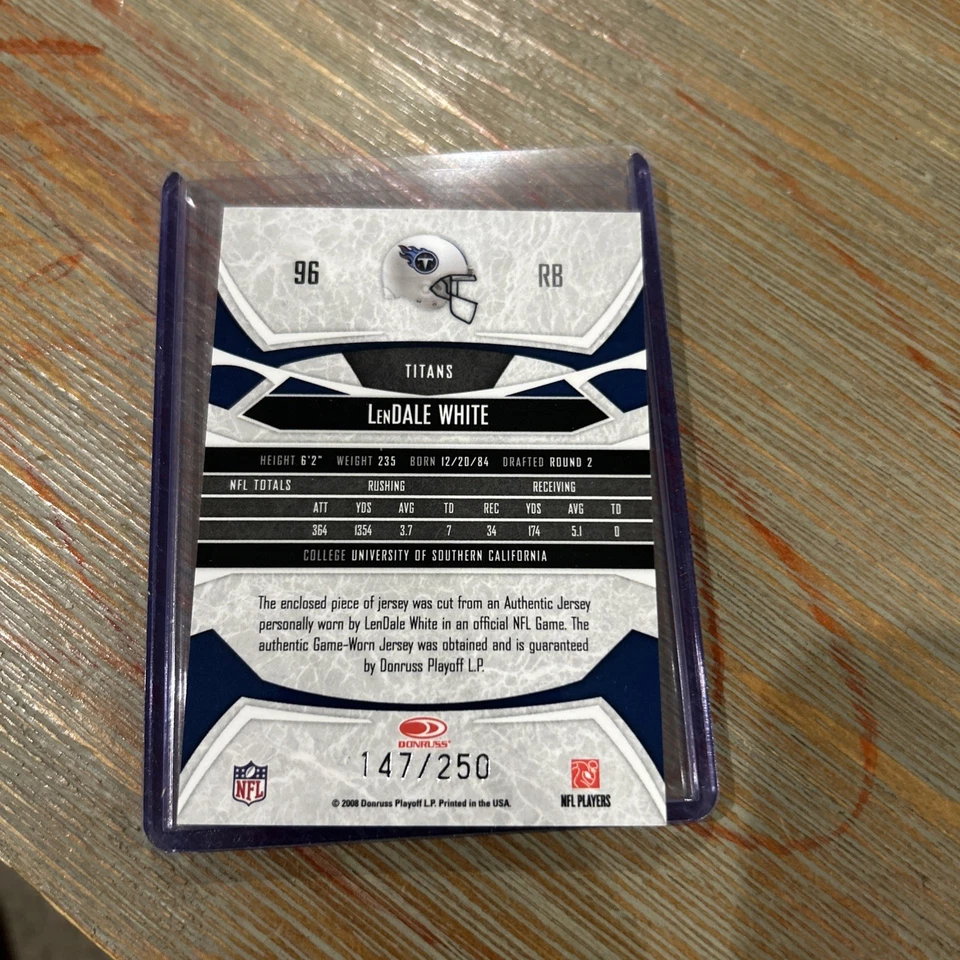 96 T RB
TITANS
LENDALE WHITE
HEIGHT 6'2" WEIGHT 235 BORN 12/20/84 DRAFTED ROUND 2
NFL TOTALS RUSHING RECEIVING
ATT YDS AVG TD REC YDS AVG TD
364 1354 3.7 7 34 174 5.1 0
COLLEGE UNIVERSITY OF SOUTHERN CALIFORNIA
The enclosed piece of jersey was cut from an Authentic Jersey
personally worn by LenDale White in an official NFL Game. The
authentic Game-Worn Jersey was obtained and is guaranteed
by Donruss Playoff L.P.
DONRUSS
147/250
NFL
NFL PLAYERS
© 2008 Donruss Playoff L.P. Printed in the USA.